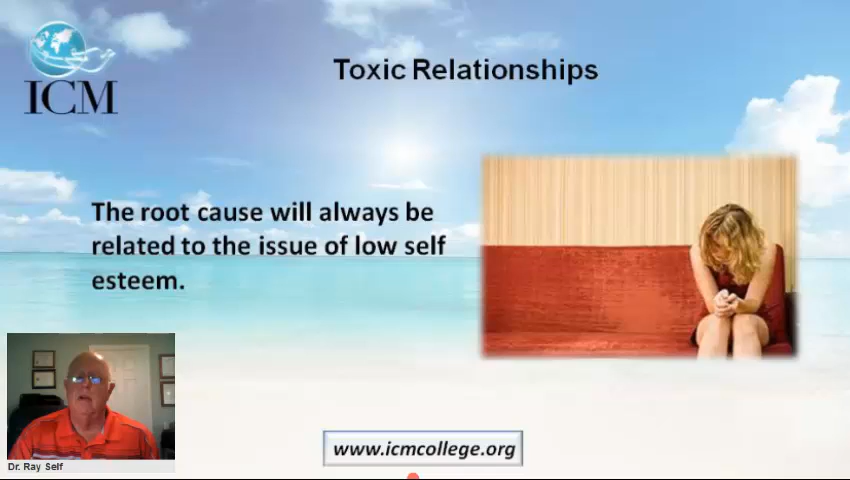 ICM
Toxic Relationships
The root cause will always be
related to the issue of low self
esteem.
Dr. Ray Self
www.icmcollege.org